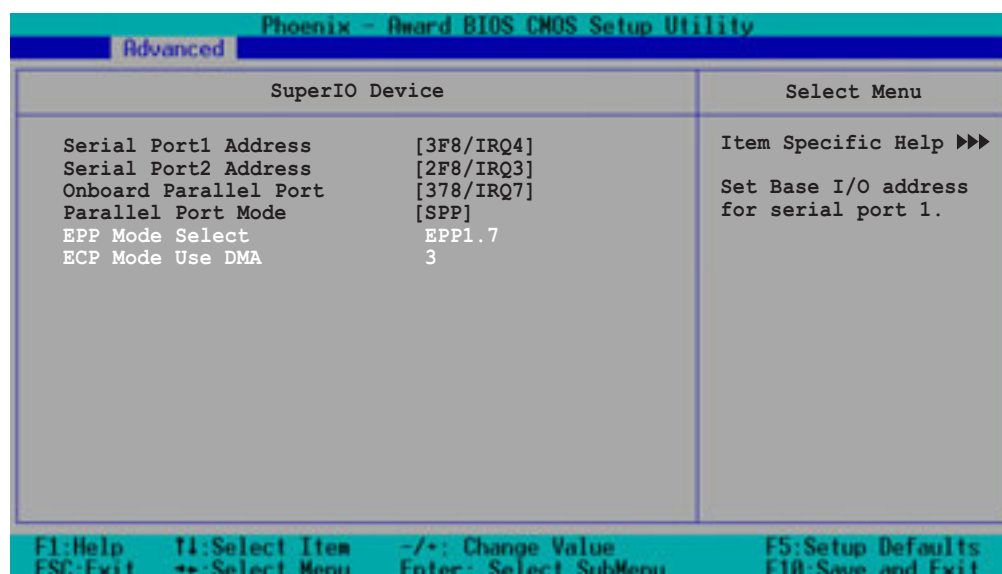 Phoenix - Award BIOS CMOS Setup Utility
Advanced
SuperIO Device
Serial Port1 Address [3F8/IRQ4]
Serial Port2 Address [2F8/IRQ3]
Onboard Parallel Port [378/IRQ7]
Parallel Port Mode [SPP]
EPP Mode Select EPP1.7
ECP Mode Use DMA 3
Select Menu
Item Specific Help ▶▶▶
Set Base I/O address
for serial port 1.
F1:Help ↑↓:Select Item -/+: Change Value F5:Setup Defaults
ESC:Exit ←→:Select Menu Enter: Select SubMenu F10:Save and Exit